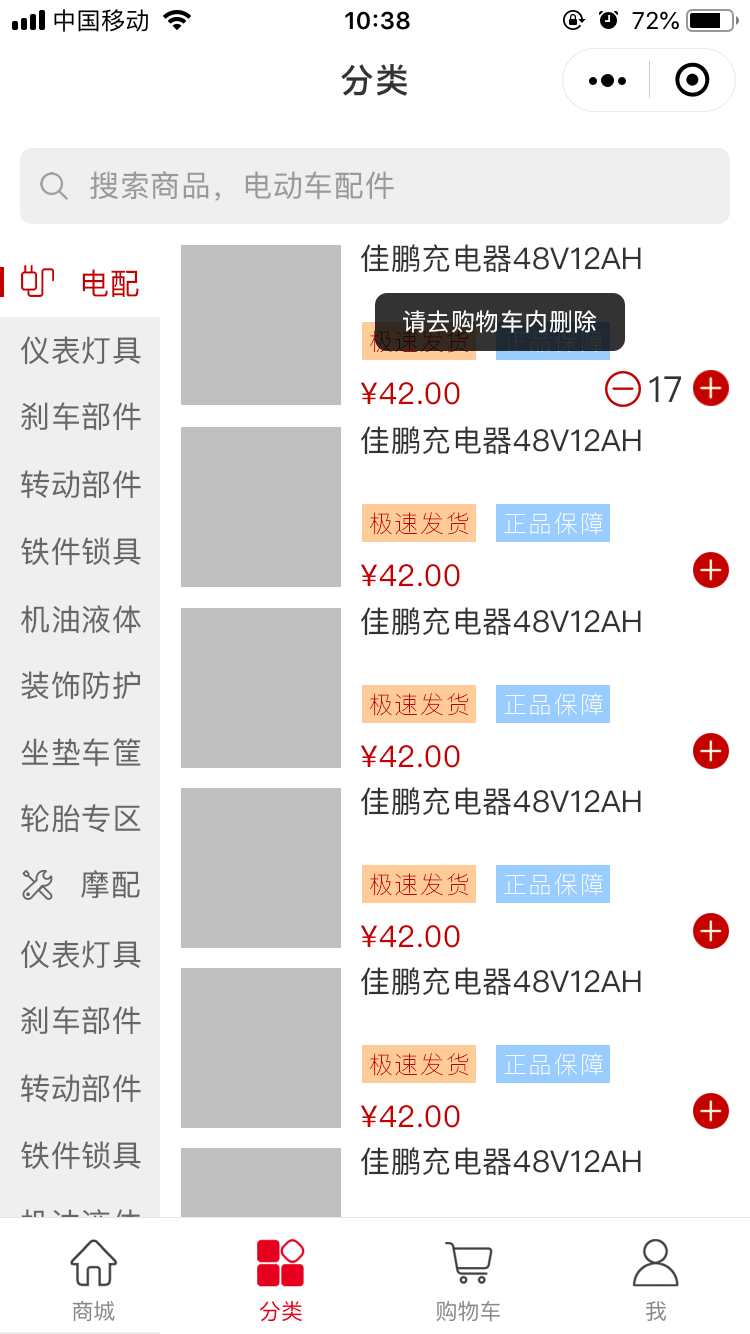 中国移动 10:38 72%
分类
搜索商品，电动车配件
电配
仪表灯具
刹车部件
转动部件
铁件锁具
机油液体
装饰防护
坐垫车筐
轮胎专区
摩配
仪表灯具
刹车部件
转动部件
铁件锁具
机油液体
佳鹏充电器48V12AH
请去购物车内删除
极速发货 正品保障
¥42.00 17
佳鹏充电器48V12AH
极速发货 正品保障
¥42.00
佳鹏充电器48V12AH
极速发货 正品保障
¥42.00
佳鹏充电器48V12AH
极速发货 正品保障
¥42.00
佳鹏充电器48V12AH
极速发货 正品保障
¥42.00
佳鹏充电器48V12AH
商城 分类 购物车 我